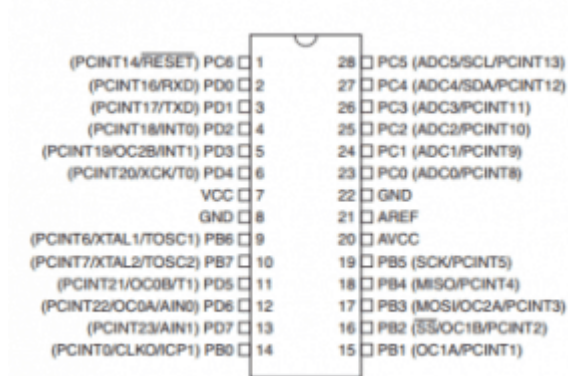 (PCINT14/RESET) PC6 1 28 PC5 (ADC5/SCL/PCINT13)
(PCINT16/RXD) PD0 2 27 PC4 (ADC4/SDA/PCINT12)
(PCINT17/TXD) PD1 3 26 PC3 (ADC3/PCINT11)
(PCINT18/INT0) PD2 4 25 PC2 (ADC2/PCINT10)
(PCINT19/OC2B/INT1) PD3 5 24 PC1 (ADC1/PCINT9)
(PCINT20/XCK/T0) PD4 6 23 PC0 (ADC0/PCINT8)
VCC 7 22 GND
GND 8 21 AREF
(PCINT6/XTAL1/TOSC1) PB6 9 20 AVCC
(PCINT7/XTAL2/TOSC2) PB7 10 19 PB5 (SCK/PCINT5)
(PCINT21/OC0B/T1) PD5 11 18 PB4 (MISO/PCINT4)
(PCINT22/OC0A/AIN0) PD6 12 17 PB3 (MOSI/OC2A/PCINT3)
(PCINT23/AIN1) PD7 13 16 PB2 (SS/OC1B/PCINT2)
(PCINT0/CLKO/ICP1) PB0 14 15 PB1 (OC1A/PCINT1)